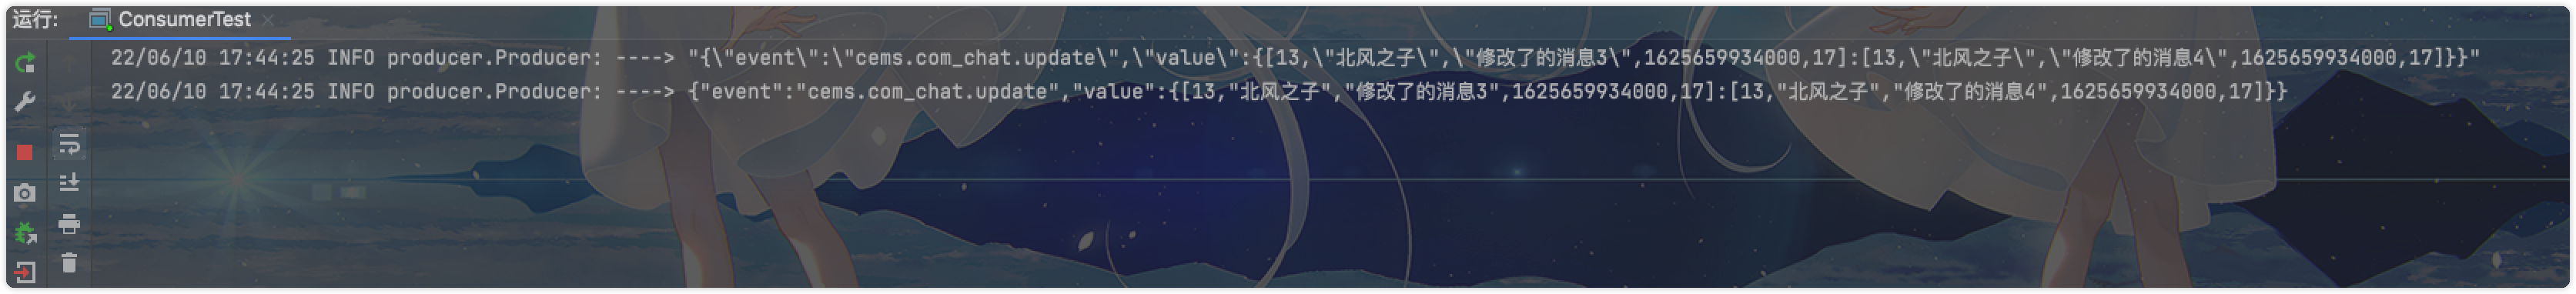 运行: ConsumerTest
22/06/10 17:44:25 INFO producer.Producer: ----> "{\"event\":\"cems.com_chat.update\",\"value\":{[13,\"北风之子\",\"修改了的消息3\",1625659934000,17]:[13,\"北风之子\",\"修改了的消息4\",1625659934000,17]}}"
22/06/10 17:44:25 INFO producer.Producer: ----> {"event":"cems.com_chat.update","value":{[13,"北风之子","修改了的消息3",1625659934000,17]:[13,"北风之子","修改了的消息4",1625659934000,17]}}